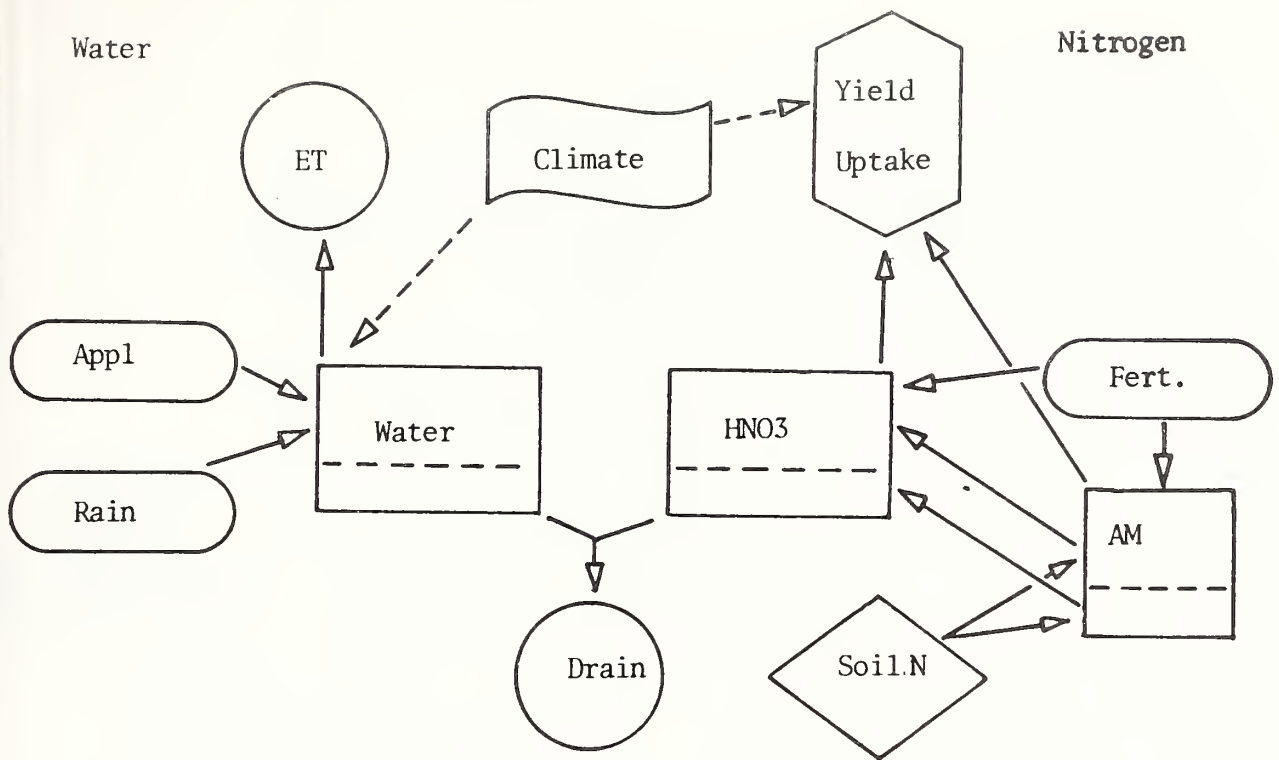 Water
Nitrogen
Yield
Uptake
ET
Climate
Appl
Fert.
Water
HNO3
Rain
AM
Soil N
Drain